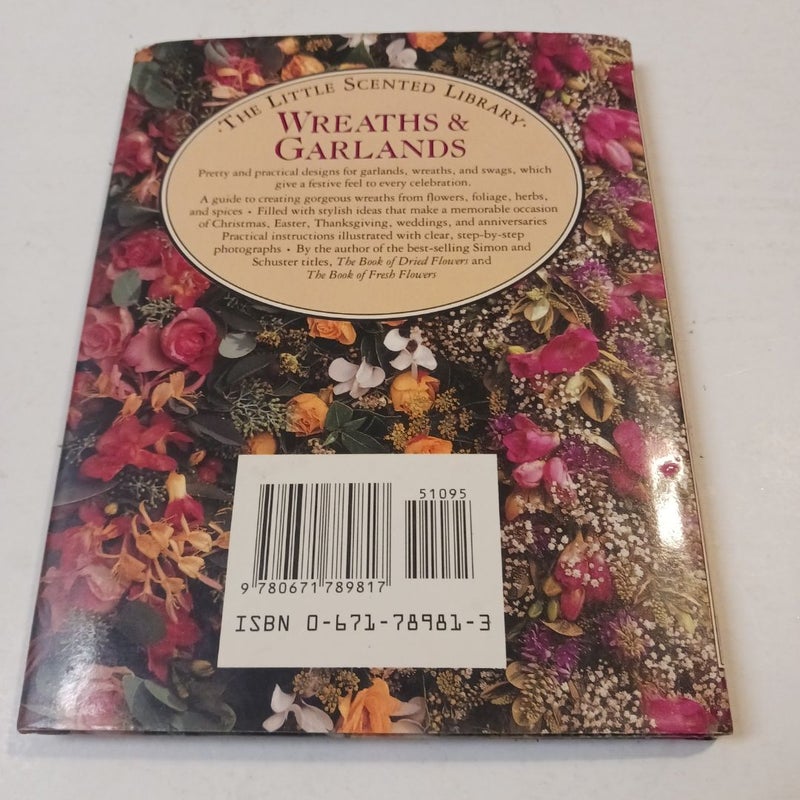 ·THE LITTLE SCENTED LIBRARY·
WREATHS &
GARLANDS
Pretty and practical designs for garlands, wreaths, and swags, which
give a festive feel to every celebration.
A guide to creating gorgeous wreaths from flowers, foliage, herbs,
and spices • Filled with stylish ideas that make a memorable occasion
of Christmas, Easter, Thanksgiving, weddings, and anniversaries
Practical instructions illustrated with clear, step-by-step
photographs • By the author of the best-selling Simon and
Schuster titles, The Book of Dried Flowers and
The Book of Fresh Flowers
51095
9 780671 789817
ISBN 0-671-78981-3